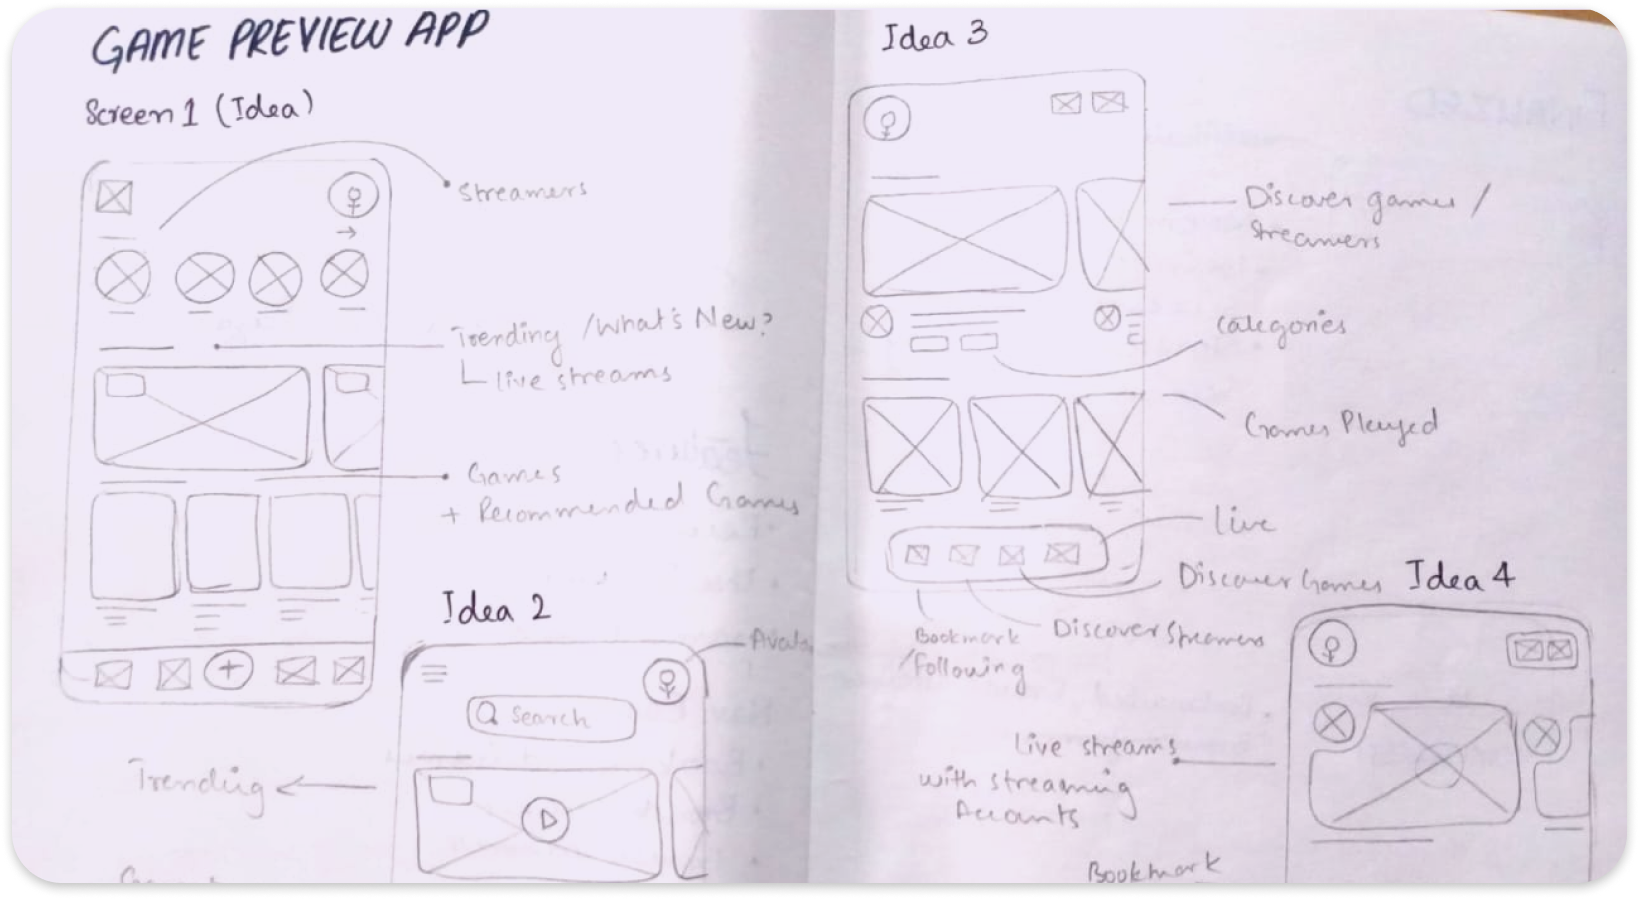 GAME PREVIEW APP
Screen 1 (Idea)
Streamers
Trending /What's New?
live streams
Games
+ Recommended Games
Idea 2
Search
Trending
Idea 3
Discover games /
Streamers
Categories
Games Played
Live
Discover Games
Discover Streamers
Bookmark
/Following
Idea 4
Live streams
with streaming
Accounts
Bookmark